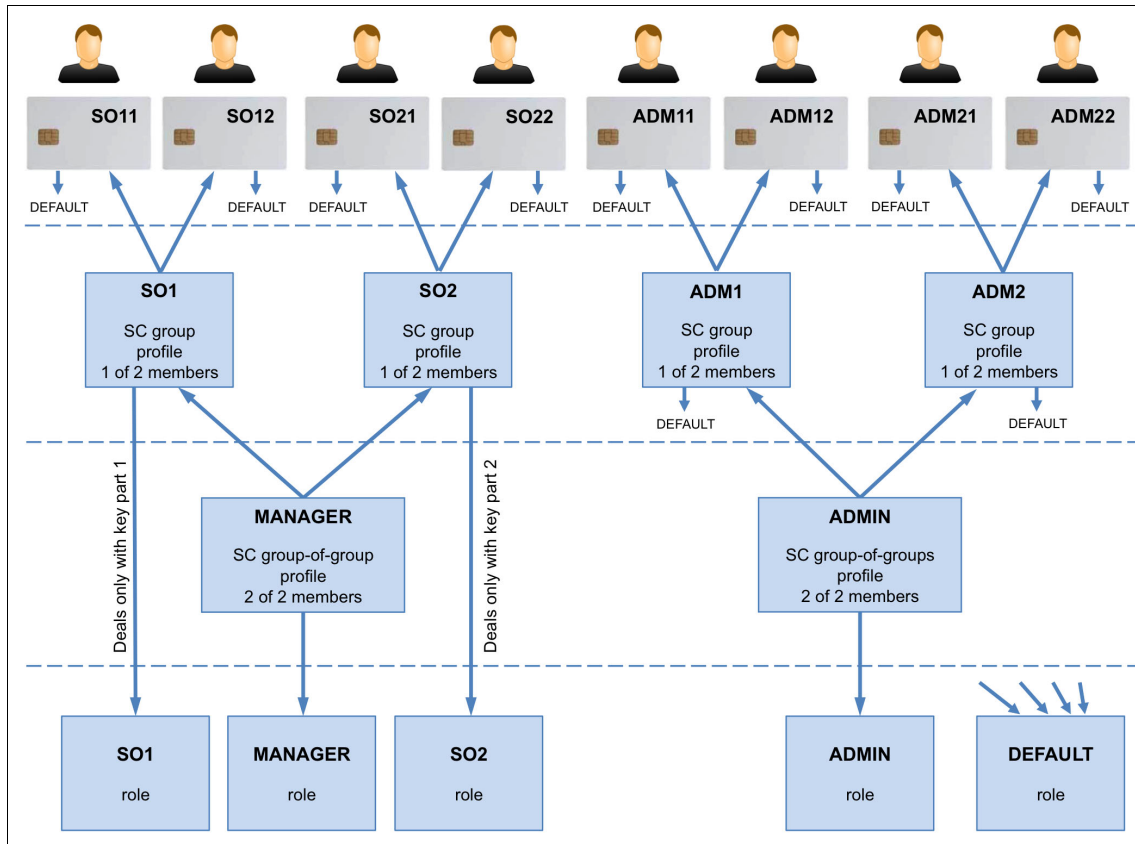 SO11
SO12
SO21
SO22
ADM11
ADM12
ADM21
ADM22
DEFAULT
DEFAULT
DEFAULT
DEFAULT
DEFAULT
DEFAULT
DEFAULT
DEFAULT
SO1
SC group
profile
1 of 2 members
SO2
SC group
profile
1 of 2 members
ADM1
SC group
profile
1 of 2 members
ADM2
SC group
profile
1 of 2 members
DEFAULT
DEFAULT
Deals only with key part 1
MANAGER
SC group-of-group
profile
2 of 2 members
Deals only with key part 2
ADMIN
SC group-of-groups
profile
2 of 2 members
SO1
role
MANAGER
role
SO2
role
ADMIN
role
DEFAULT
role